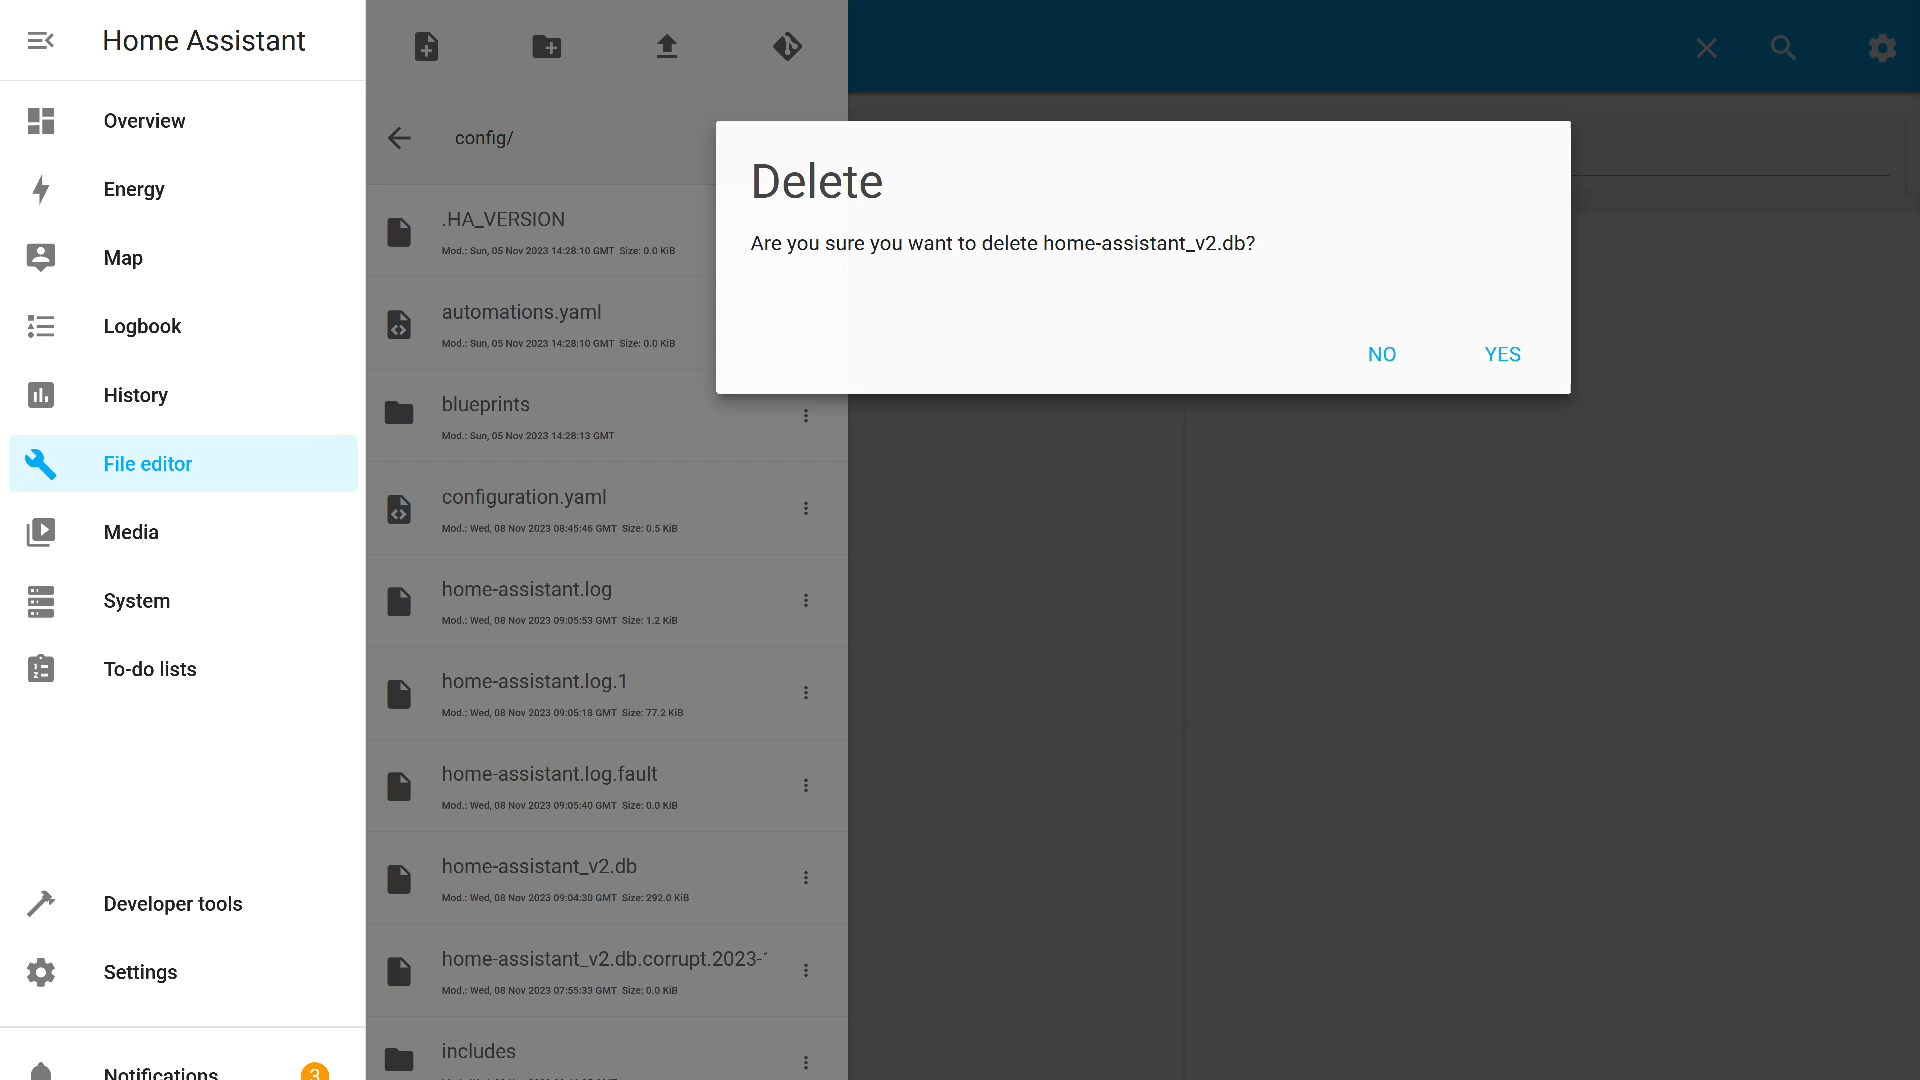 Home Assistant
Overview
Energy
Map
Logbook
History
File editor
Media
System
To-do lists
Developer tools
Settings
Notifications
3
config/
.HA_VERSION
Mod.: Sun, 05 Nov 2023 14:28:10 GMT Size: 0.0 KiB
automations.yaml
Mod.: Sun, 05 Nov 2023 14:28:10 GMT Size: 0.0 KiB
blueprints
Mod.: Sun, 05 Nov 2023 14:28:13 GMT
configuration.yaml
Mod.: Wed, 08 Nov 2023 08:45:46 GMT Size: 0.5 KiB
home-assistant.log
Mod.: Wed, 08 Nov 2023 09:05:53 GMT Size: 1.2 KiB
home-assistant.log.1
Mod.: Wed, 08 Nov 2023 09:05:18 GMT Size: 77.2 KiB
home-assistant.log.fault
Mod.: Wed, 08 Nov 2023 09:05:40 GMT Size: 0.0 KiB
home-assistant_v2.db
Mod.: Wed, 08 Nov 2023 09:04:30 GMT Size: 292.0 KiB
home-assistant_v2.db.corrupt.2023-
Mod.: Wed, 08 Nov 2023 07:55:33 GMT Size: 0.0 KiB
includes
Delete
Are you sure you want to delete home-assistant_v2.db?
NO
YES